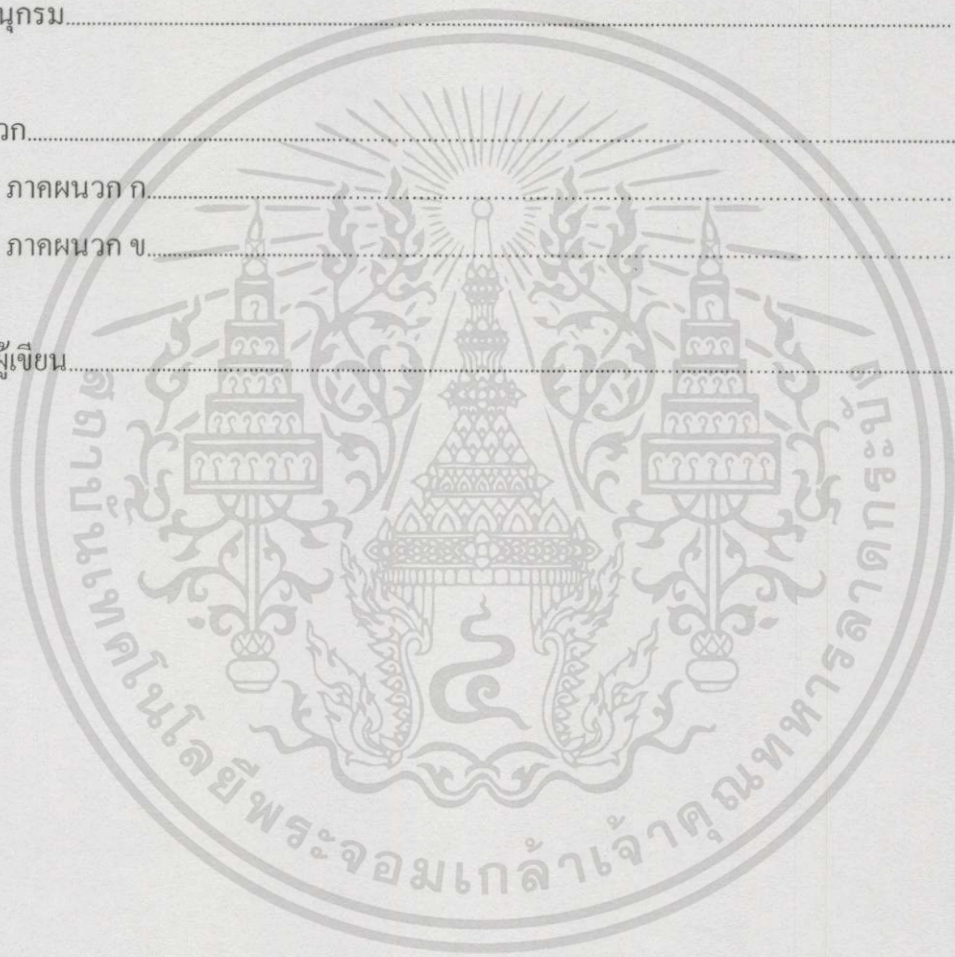 นุกรม
วก
ภาคผนวก ก
ภาคผนวก ข
ผู้เขียน
สถาบันเทคโนโลยีพระจอมเกล้าเจ้าคุณทหารลาดกระบัง
๔